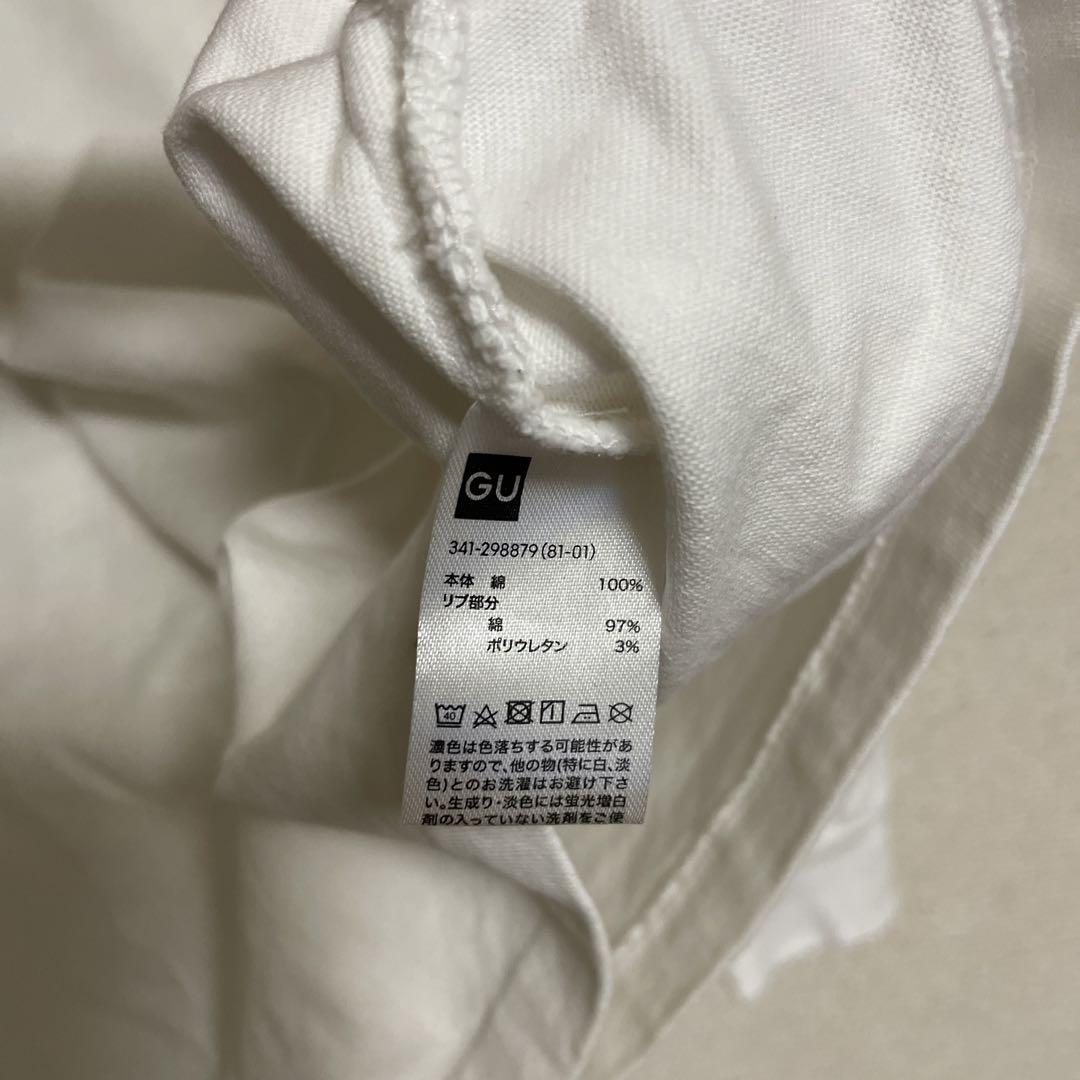 GU
341-298879(81-01)
本体 綿 100%
リブ部分
綿 97%
ポリウレタン 3%
40
濃色は色落ちする可能性があ
りますので、他の物(特に白、淡
色)とのお洗濯はお避け下さ
い。生成り・淡色には蛍光増白
剤の入っていない洗剤をご使